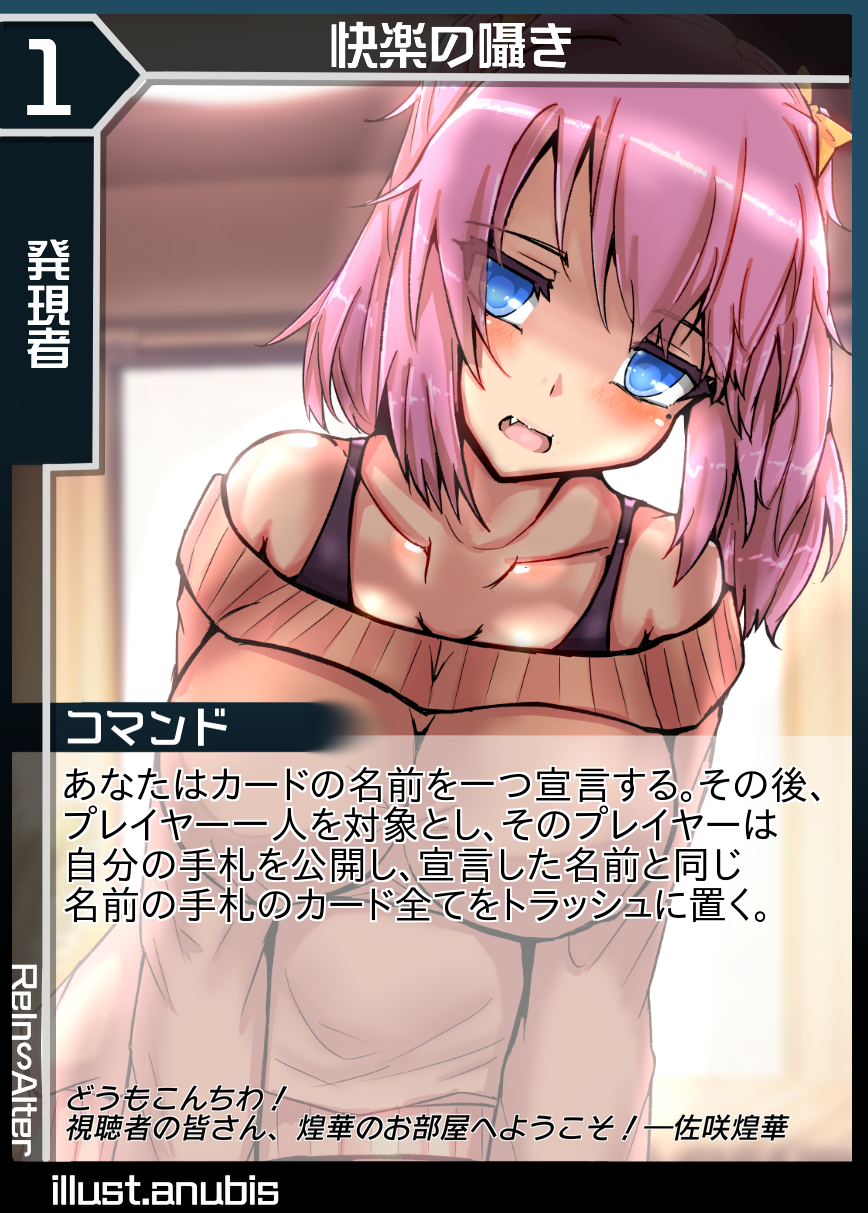 1
快楽の囁き
発現者
コマンド
あなたはカードの名前を一つ宣言する。その後、
プレイヤー一人を対象とし、そのプレイヤーは
自分の手札を公開し、宣言した名前と同じ
名前の手札のカード全てをトラッシュに置く。
どうもこんちわ!
視聴者の皆さん、煌華のお部屋へようこそ!―佐咲煌華
ReIn∽Alter
illust.anubis